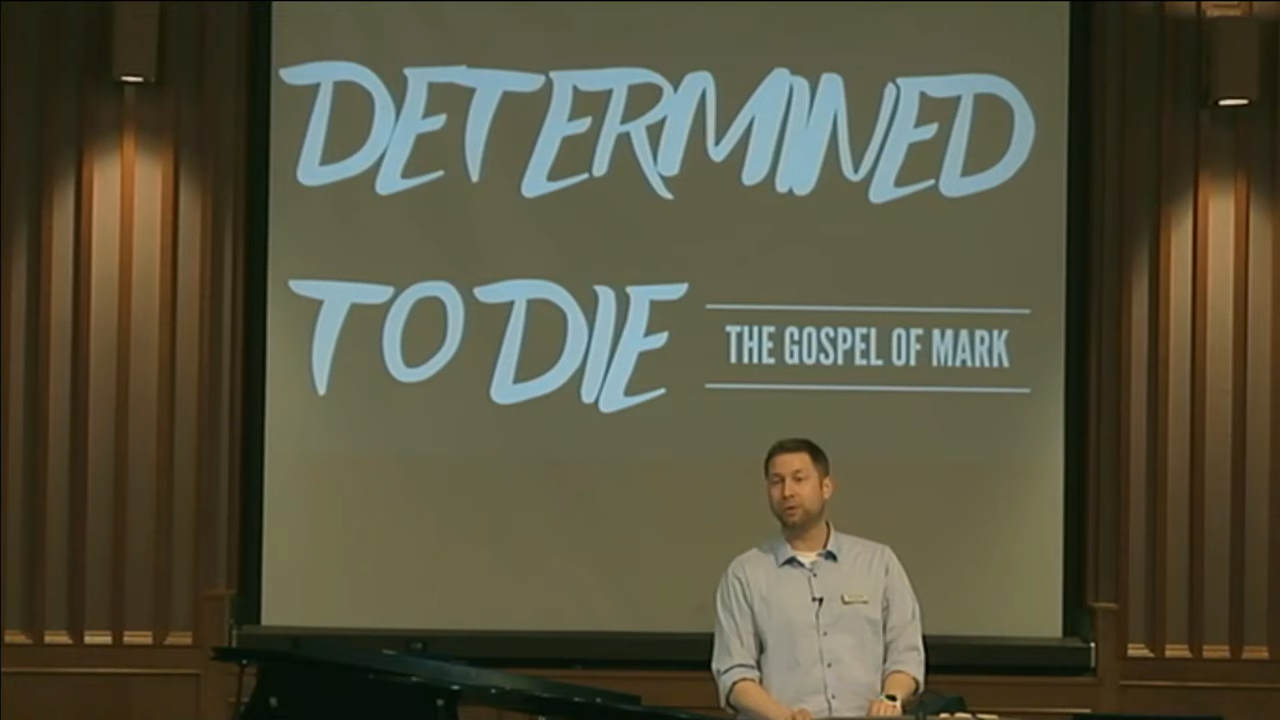 DETERMINED
TO DIE
THE GOSPEL OF MARK